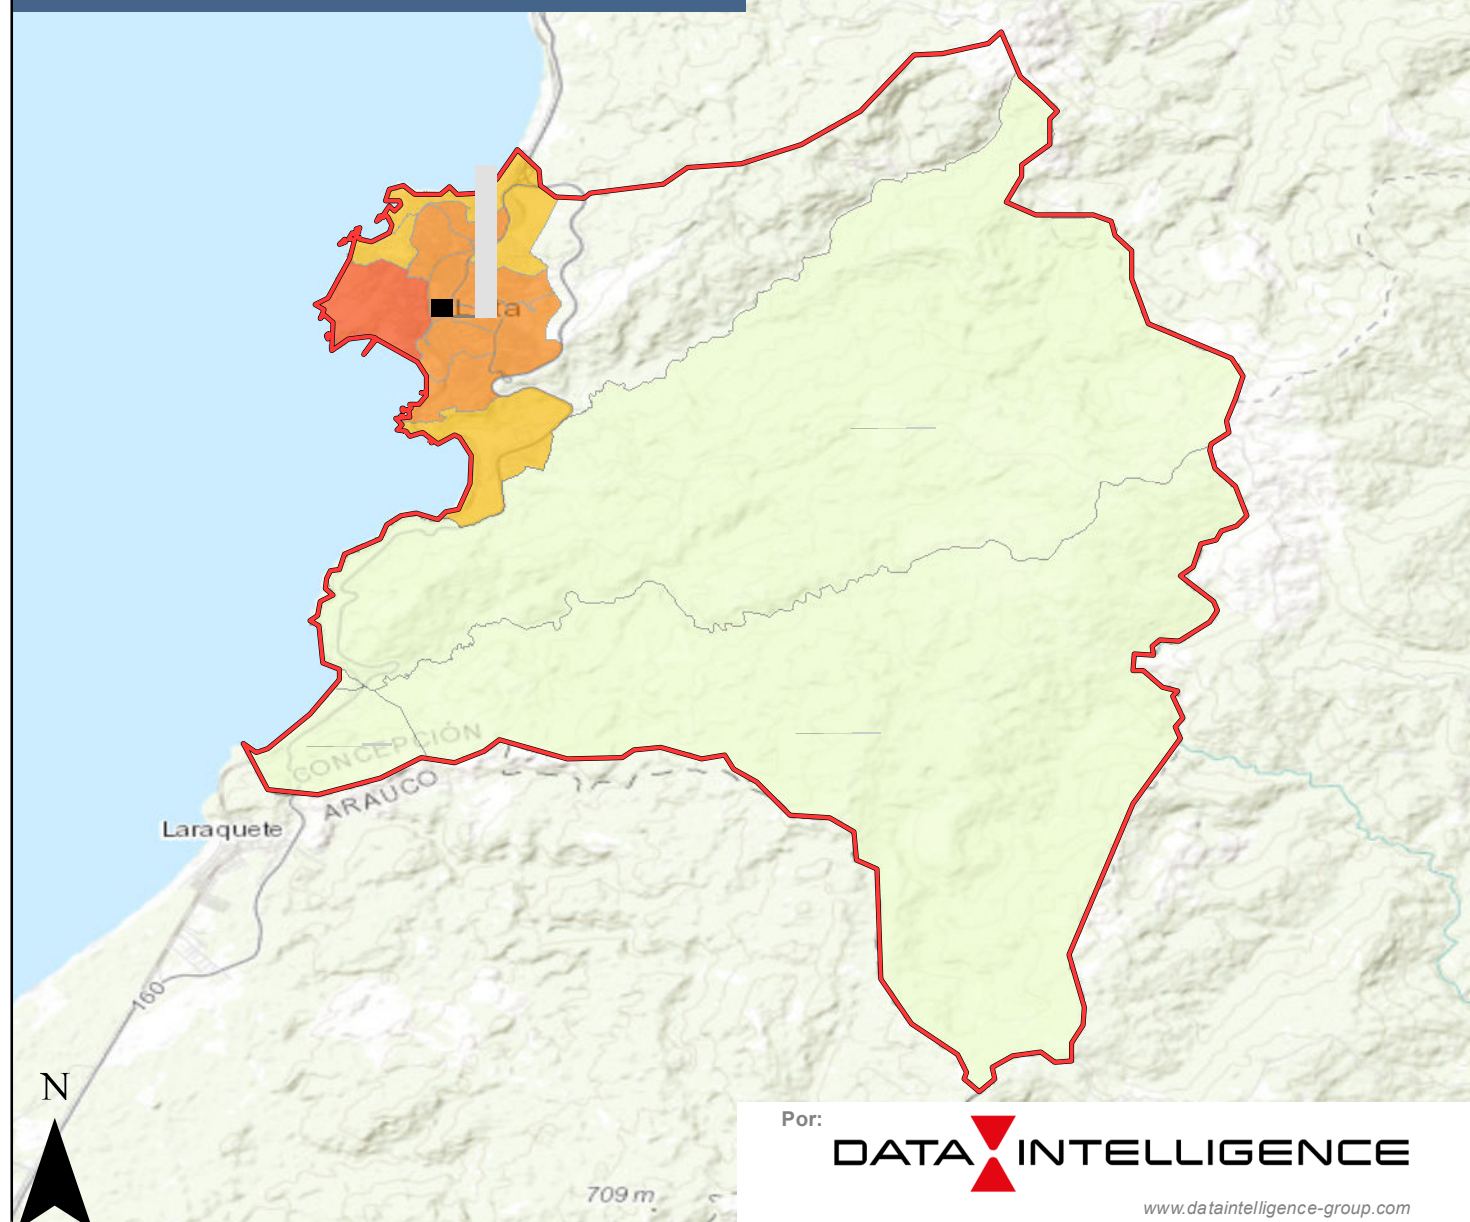 CONCEPCIÓN
ARAUCO
Laraquete
160
N
709 m
Por:
DATA INTELLIGENCE
www.dataintelligence-group.com